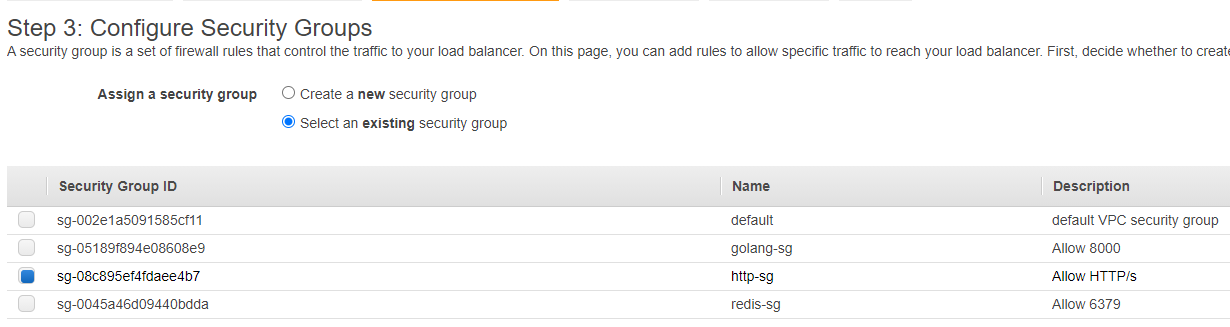 Step 3: Configure Security Groups
A security group is a set of firewall rules that control the traffic to your load balancer. On this page, you can add rules to allow specific traffic to reach your load balancer. First, decide whether to create
Assign a security group Create a new security group
Select an existing security group
Security Group ID Name Description
sg-002e1a5091585cf11 default default VPC security group
sg-05189f894e08608e9 golang-sg Allow 8000
sg-08c895ef4fdaee4b7 http-sg Allow HTTP/s
sg-0045a46d09440bdda redis-sg Allow 6379